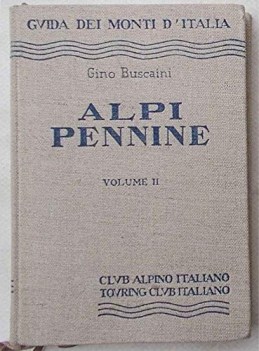 GVIDA DEI MONTI D'ITALIA
Gino Buscaini
ALPI
PENNINE
VOLUME II
CLVB ALPINO ITALIANO
TOVRING CLVB ITALIANO